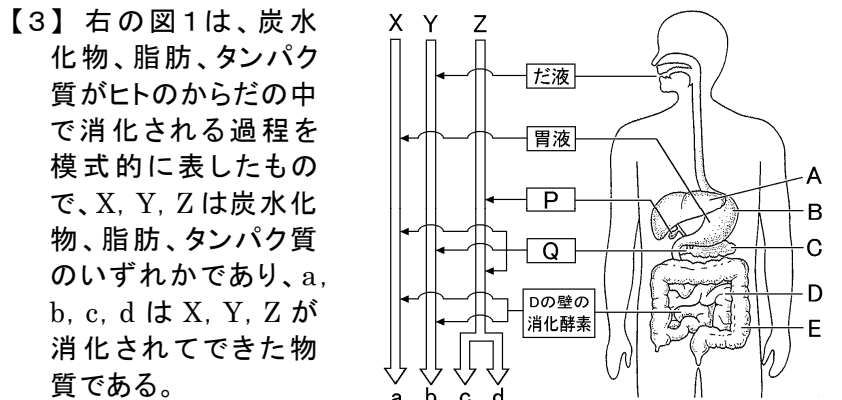 【3】右の図1は、炭水
化物、脂肪、タンパク
質がヒトのからだの中
で消化される過程を
模式的に表したもの
で、X, Y, Zは炭水化
物、脂肪、タンパク質
のいずれかであり、a,
b, c, d は X, Y, Z が
消化されてできた物
質である。
X Y Z
だ液
胃液
P
Q
Dの壁の
消化酵素
a b c d
A
B
C
D
E